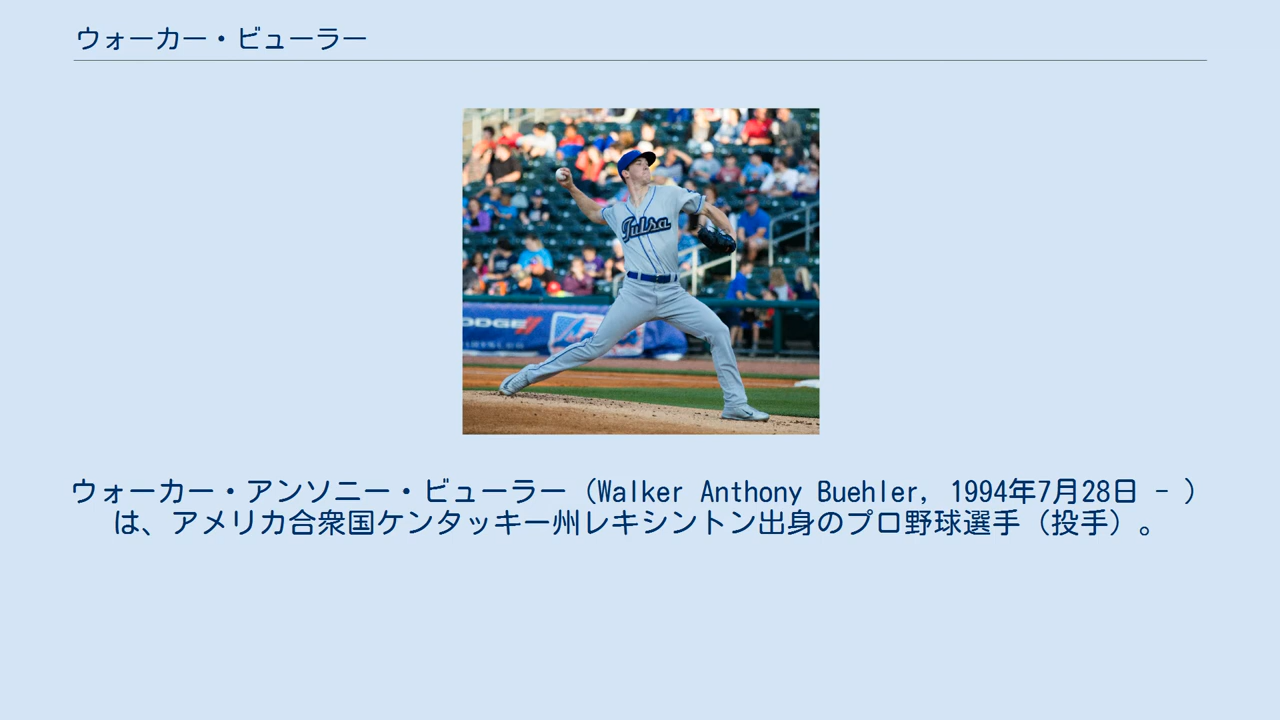 ウォーカー・ビューラー
Tulsa
ODGE
ウォーカー・アンソニー・ビューラー（Walker Anthony Buehler, 1994年7月28日 - ）
は、アメリカ合衆国ケンタッキー州レキシントン出身のプロ野球選手（投手）。